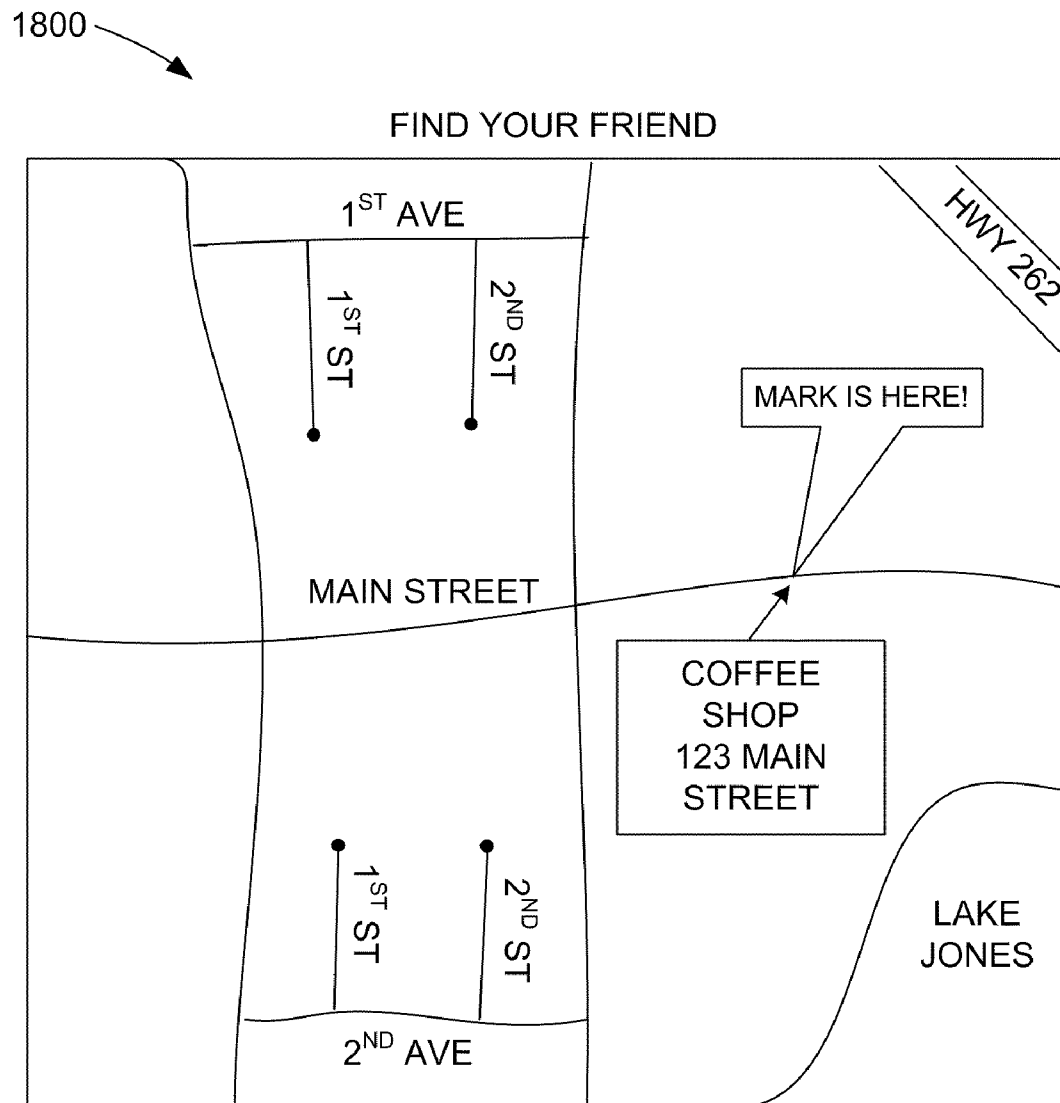 1800
FIND YOUR FRIEND
1ST AVE
HWY 262
1ST ST
2ND ST
MARK IS HERE!
MAIN STREET
COFFEE
SHOP
123 MAIN
STREET
1ST ST
2ND ST
LAKE
JONES
2ND AVE